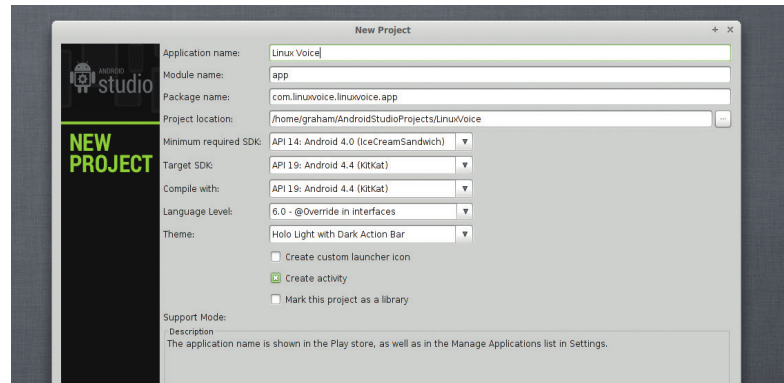 New Project
ANDROID
studio
NEW
PROJECT
Application name: Linux Voice
Module name: app
Package name: com.linuxvoice.linuxvoice.app
Project location: /home/graham/AndroidStudioProjects/LinuxVoice ...
Minimum required SDK: API 14: Android 4.0 (IceCreamSandwich)
Target SDK: API 19: Android 4.4 (KitKat)
Compile with: API 19: Android 4.4 (KitKat)
Language Level: 6.0 - @Override in interfaces
Theme: Holo Light with Dark Action Bar
Create custom launcher icon
Create activity
Mark this project as a library
Support Mode:
Description
The application name is shown in the Play store, as well as in the Manage Applications list in Settings.